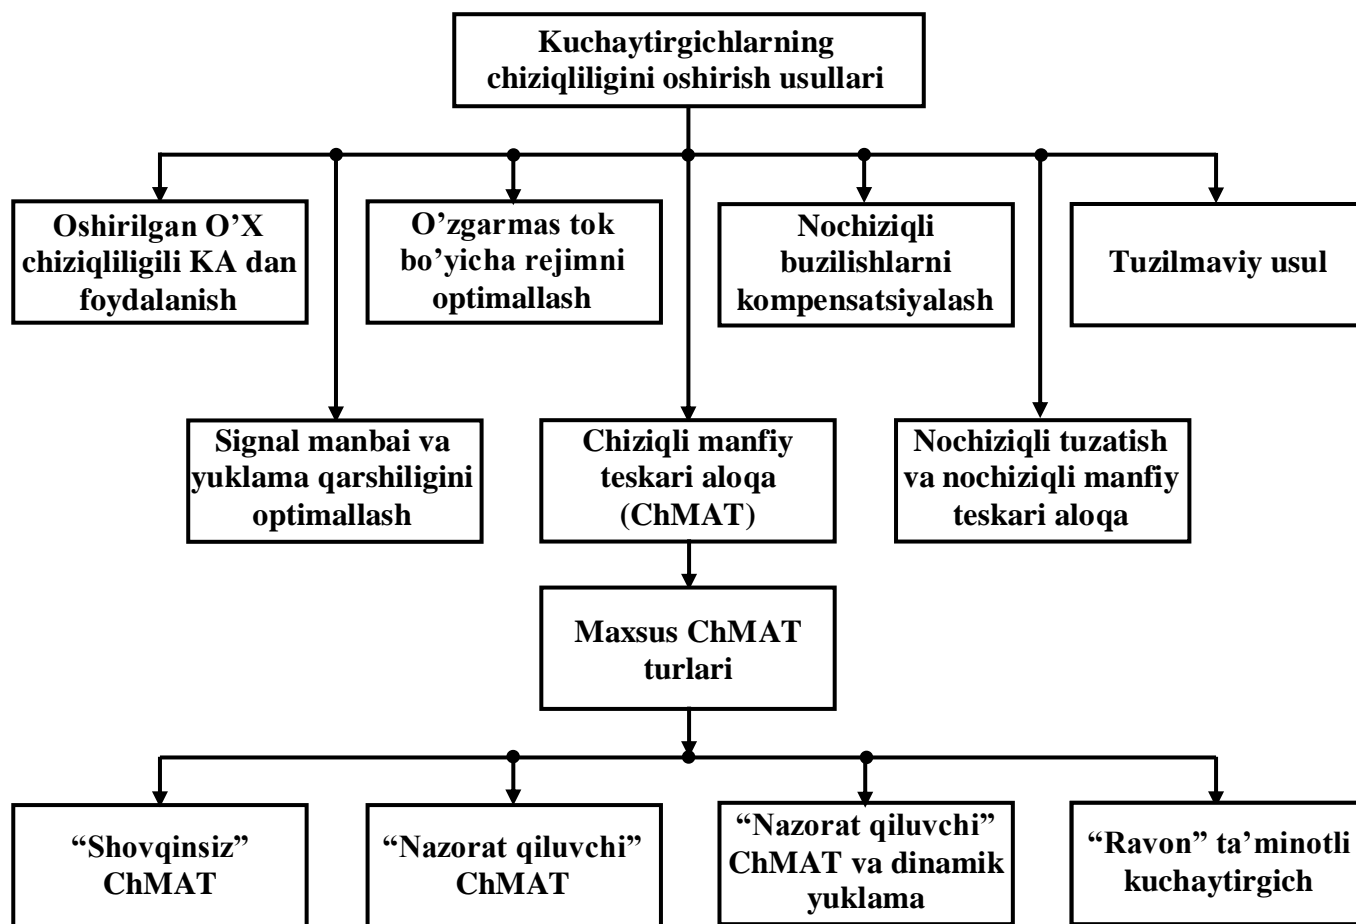 Kuchaytirgichlarning
chiziqliligini oshirish usullari
Oshirilgan O’X
chiziqliligili KA dan
foydalanish
O’zgarmas tok
bo’yicha rejimni
optimallash
Nochiziqli
buzilishlarni
kompensatsiyalash
Tuzilmaviy usul
Signal manbai va
yuklama qarshiligini
optimallash
Chiziqli manfiy
teskari aloqa
(ChMAT)
Nochiziqli tuzatish
va nochiziqli manfiy
teskari aloqa
Maxsus ChMAT
turlari
“Shovqinsiz”
ChMAT
“Nazorat qiluvchi”
ChMAT
“Nazorat qiluvchi”
ChMAT va dinamik
yuklama
“Ravon” ta’minotli
kuchaytirgich